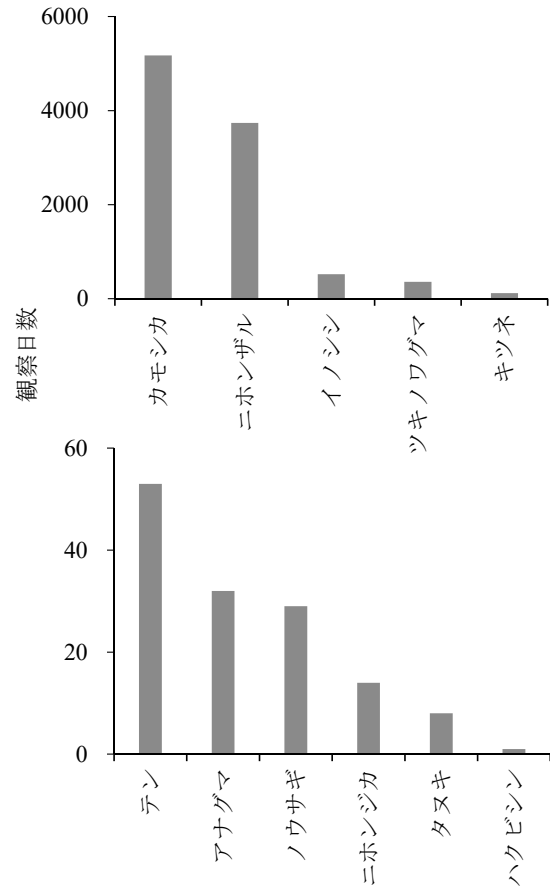 6000
4000
2000
0
カモシカ
ニホンザル
イノシシ
ツキノワグマ
キツネ
観察日数
60
40
20
0
テン
アナグマ
ノウサギ
ニホンジカ
タヌキ
ハクビシン